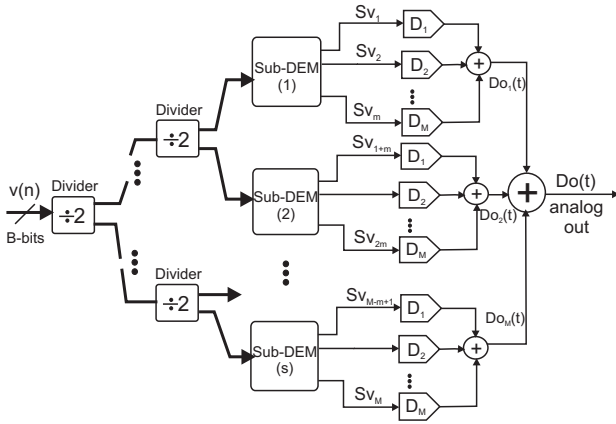 v(n)
B-bits
Divider
÷2
Divider
÷2
Divider
÷2
Sub-DEM
(1)
Sv1
D1
Sv2
D2
Svm
DM
+
Do1(t)
Sub-DEM
(2)
Sv1+m
D1
D2
Sv2m
DM
+
Do2(t)
Sub-DEM
(s)
SvM-m+1
D1
D2
SvM
DM
+
DoM(t)
+
Do(t)
analog
out